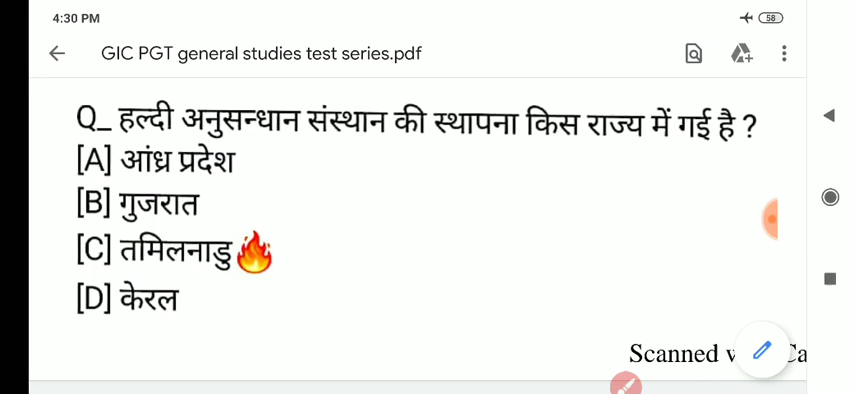 4:30 PM
58
GIC PGT general studies test series.pdf
Q_ हल्दी अनुसन्धान संस्थान की स्थापना किस राज्य में गई है ?
[A] आंध्र प्रदेश
[B] गुजरात
[C] तमिलनाडु
[D] केरल
Scanned